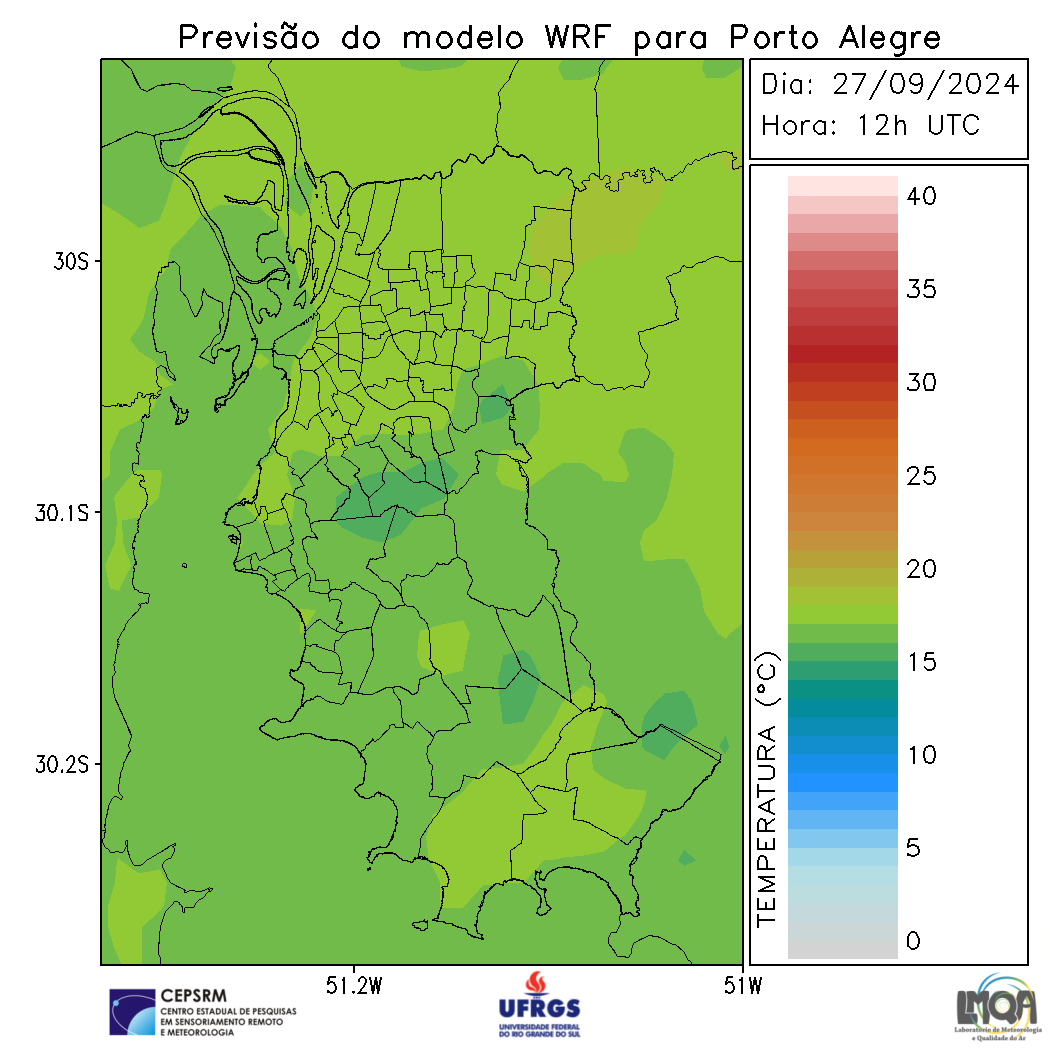 Previsão do modelo WRF para Porto Alegre
Dia: 27/09/2024
Hora: 12h UTC
40
35
30
25
20
15
10
5
0
TEMPERATURA (°C)
30S
30.1S
30.2S
51.2W
51W
CEPSRM
CENTRO ESTADUAL DE PESQUISAS
EM SENSORIAMENTO REMOTO
E METEOROLOGIA
UFRGS
UNIVERSIDADE FEDERAL
DO RIO GRANDE DO SUL
LMQA
Laboratório de Meteorologia
e Qualidade do Ar